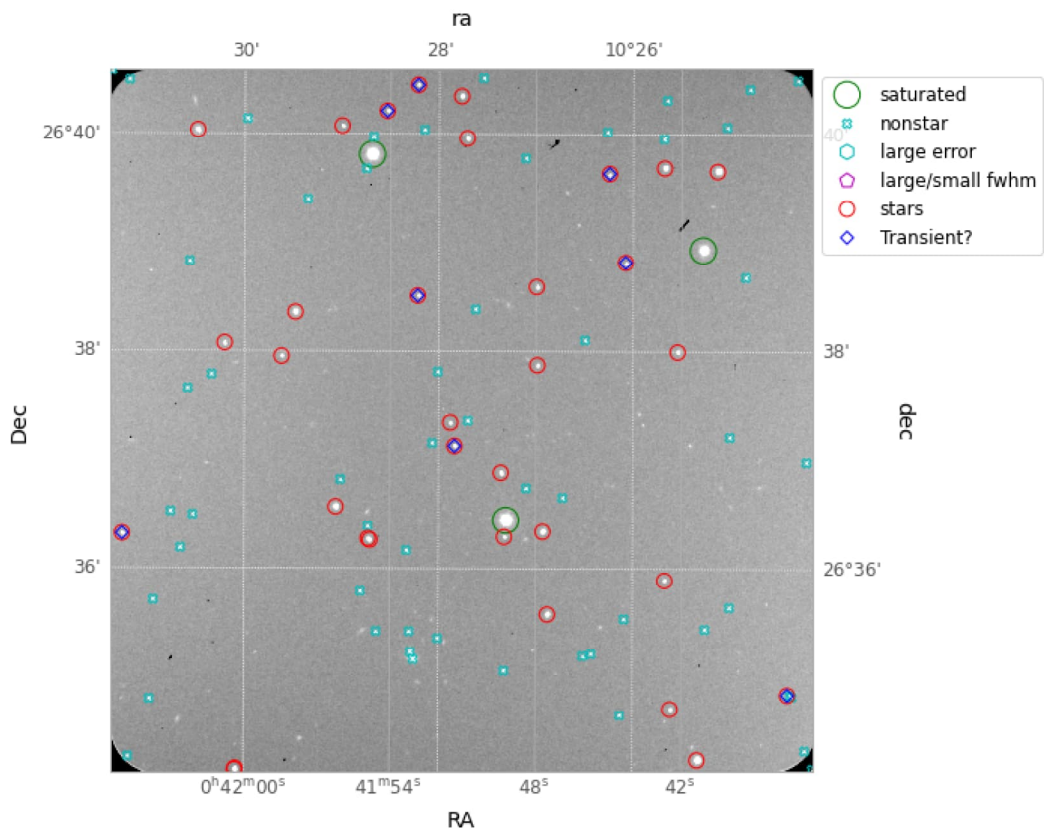 ra
30' 28' 10°26'
26°40'
40'
saturated
nonstar
large error
large/small fwhm
stars
Transient?
38' 38'
Dec
dec
36' 26°36'
0ʰ42ᵐ00ˢ 41ᵐ54ˢ 48ˢ 42ˢ
RA